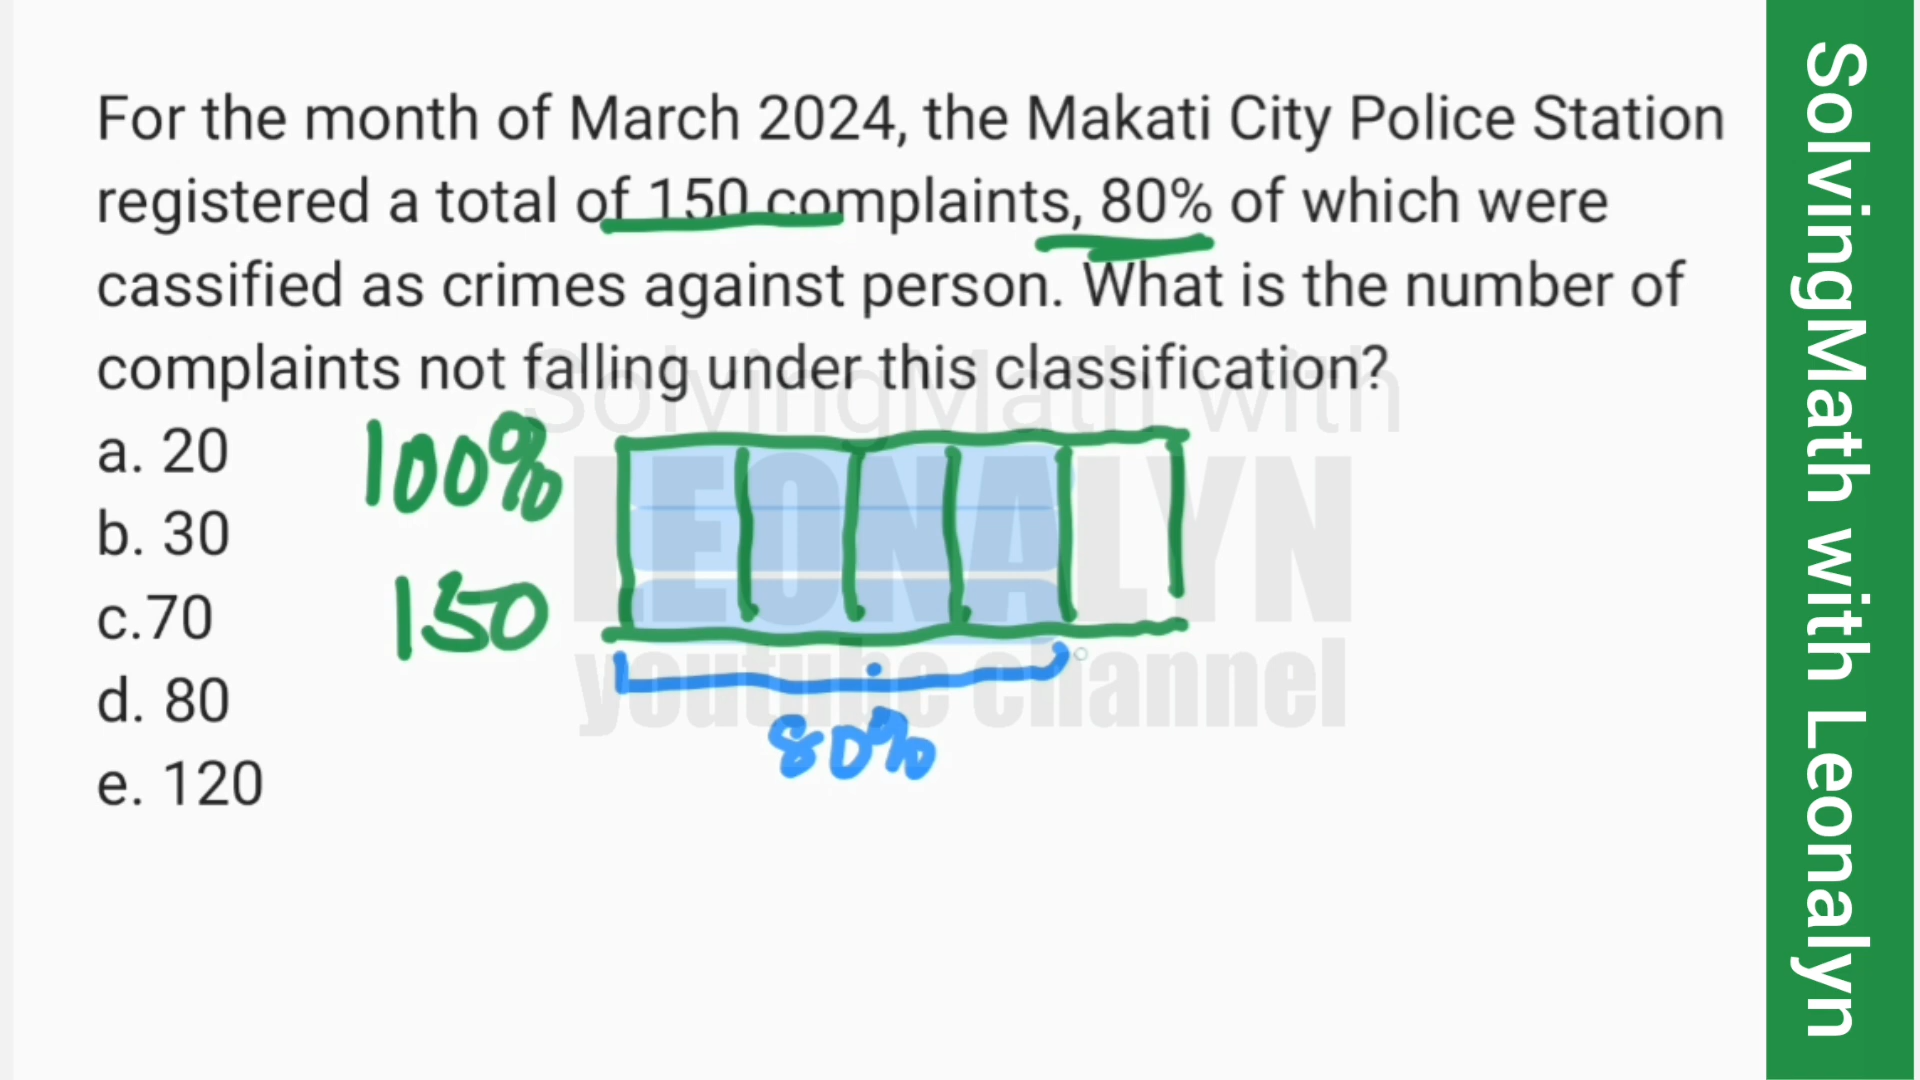 For the month of March 2024, the Makati City Police Station
registered a total of 150 complaints, 80% of which were
cassified as crimes against person. What is the number of
complaints not falling under this classification?
a. 20
b. 30
c.70
d. 80
e. 120
100%
150
80%
SolvingMath with
LEONALYN
youtube channel
SolvingMath with Leonalyn